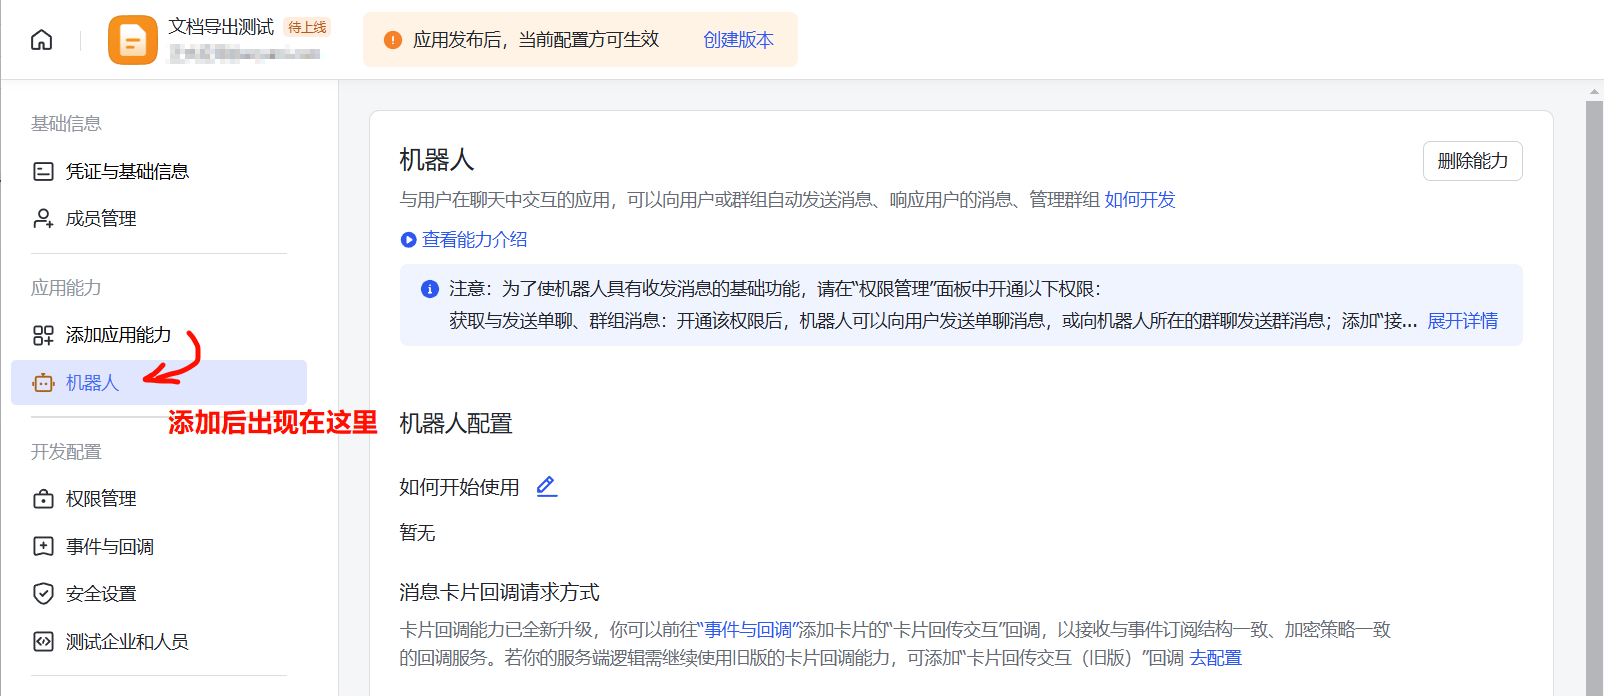 文档导出测试 待上线
应用发布后，当前配置方可生效 创建版本
基础信息
凭证与基础信息
成员管理
应用能力
添加应用能力
机器人
添加后出现在这里
开发配置
权限管理
事件与回调
安全设置
测试企业和人员
机器人
删除能力
与用户在聊天中交互的应用，可以向用户或群组自动发送消息、响应用户的消息、管理群组 如何开发
查看能力介绍
注意：为了使机器人具有收发消息的基础功能，请在“权限管理”面板中开通以下权限：
获取与发送单聊、群组消息：开通该权限后，机器人可以向用户发送单聊消息，或向机器人所在的群聊发送群消息；添加“接... 展开详情
机器人配置
如何开始使用
暂无
消息卡片回调请求方式
卡片回调能力已全新升级，你可以前往“事件与回调”添加卡片的“卡片回传交互”回调，以接收与事件订阅结构一致、加密策略一致
的回调服务。若你的服务端逻辑需继续使用旧版的卡片回调能力，可添加“卡片回传交互（旧版）”回调 去配置